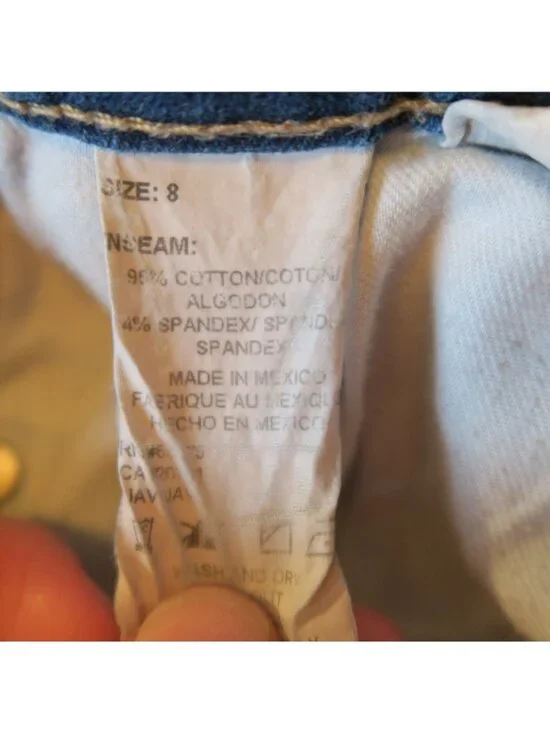 SIZE: 8
INSEAM:
96% COTTON/COTON/
ALGODON
4% SPANDEX/
SPANDEX
MADE IN MEXICO
FABRIQUE AU MEXIQUE
HECHO EN MEXICO
WASH AND DRY